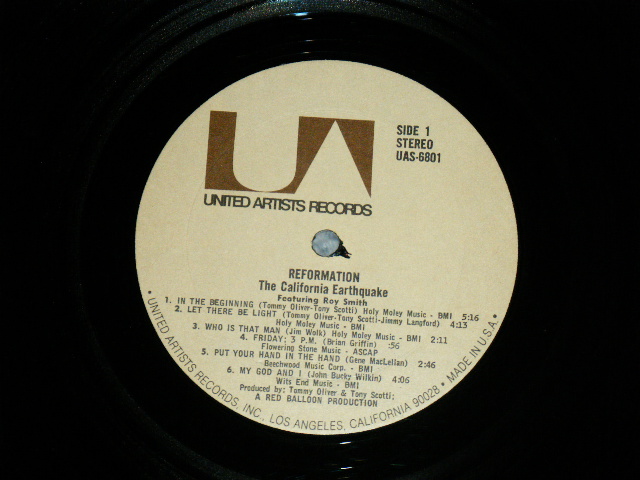 UA
UNITED ARTISTS RECORDS
SIDE 1
STEREO
UAS-6801
REFORMATION
The California Earthquake
Featuring Roy Smith
1. IN THE BEGINNING (Tommy Oliver-Tony Scotti) Holy Moley Music - BMI 5:16
2. LET THERE BE LIGHT (Tommy Oliver-Tony Scotti-Jimmy Langford) 4:13
Holy Moley Music - BMI
3. WHO IS THAT MAN (Jim Wolk) Holy Moley Music - BMI 2:11
4. FRIDAY: 3 P.M. (Brian Griffin) :56
Flowering Stone Music - ASCAP
5. PUT YOUR HAND IN THE HAND (Gene MacLellan) 2:46
Beechwood Music Corp. - BMI
6. MY GOD AND I (John Bucky Wilkin) 4:06
Wits End Music - BMI
Produced by: Tommy Oliver & Tony Scotti:
A RED BALLOON PRODUCTION
• UNITED ARTISTS RECORDS, INC., LOS ANGELES, CALIFORNIA 90028 • MADE IN U.S.A. •